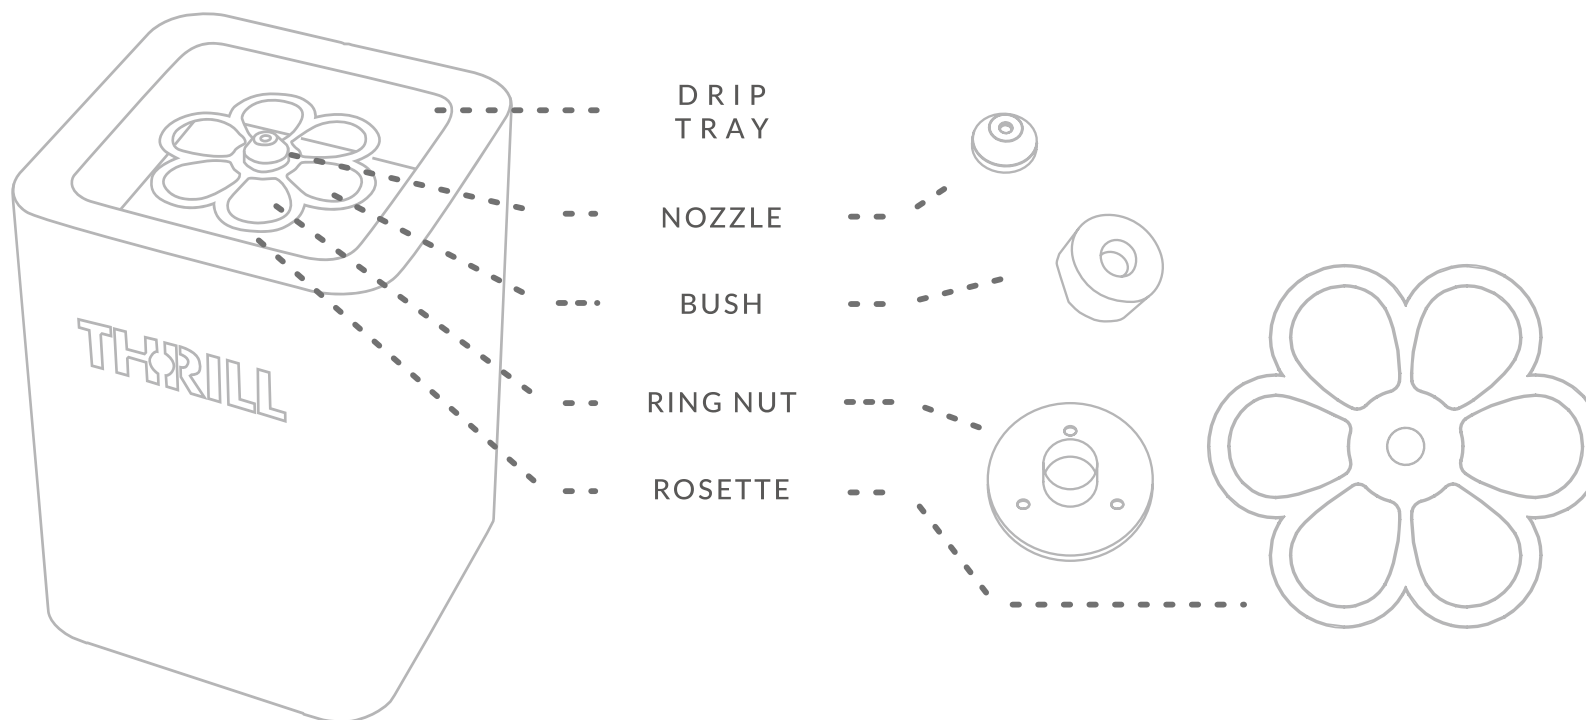 DRIP
TRAY
NOZZLE
BUSH
THRILL
RING NUT
ROSETTE